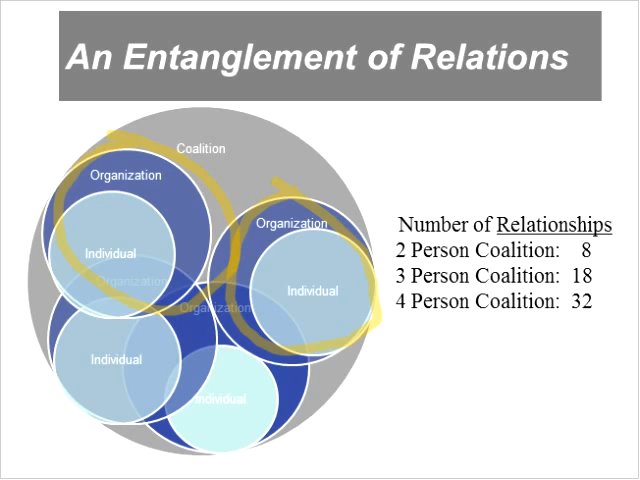 An Entanglement of Relations
Coalition
Organization
Individual
Organization
Individual
Organization
Individual
Organization
Individual
Number of Relationships
2 Person Coalition: 8
3 Person Coalition: 18
4 Person Coalition: 32